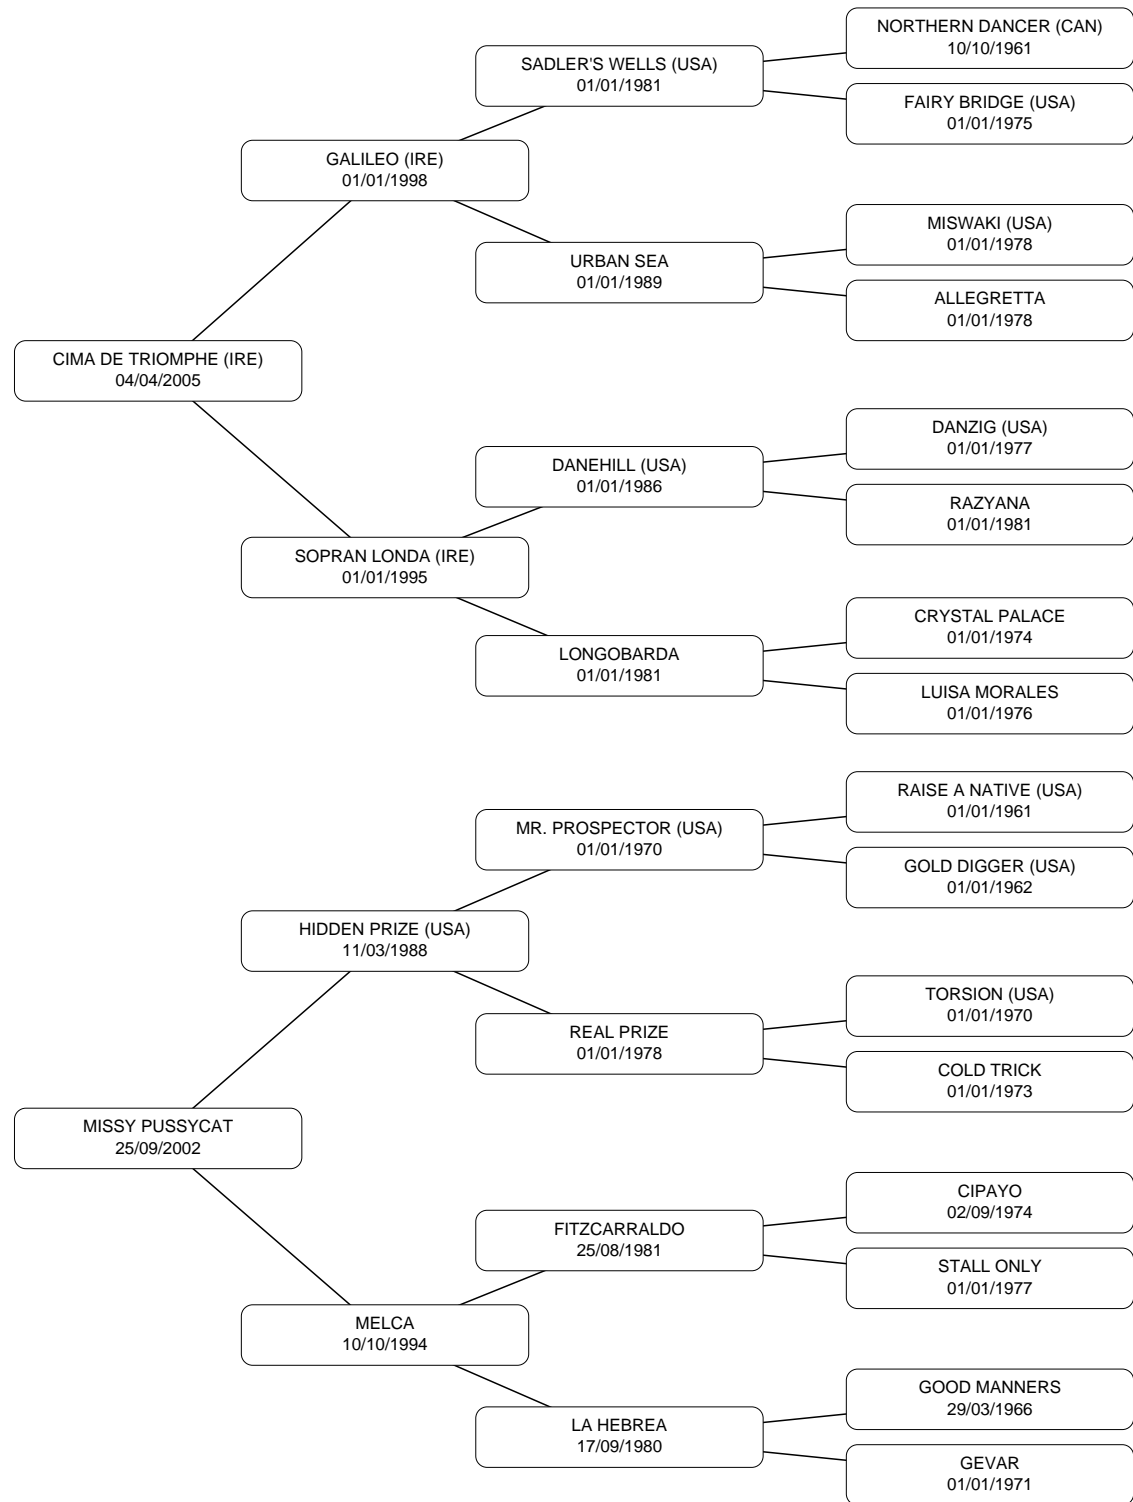 NORTHERN DANCER (CAN)
10/10/1961
SADLER'S WELLS (USA)
01/01/1981
FAIRY BRIDGE (USA)
01/01/1975
GALILEO (IRE)
01/01/1998
MISWAKI (USA)
01/01/1978
URBAN SEA
01/01/1989
ALLEGRETTA
01/01/1978
CIMA DE TRIOMPHE (IRE)
04/04/2005
DANZIG (USA)
01/01/1977
DANEHILL (USA)
01/01/1986
RAZYANA
01/01/1981
SOPRAN LONDA (IRE)
01/01/1995
CRYSTAL PALACE
01/01/1974
LONGOBARDA
01/01/1981
LUISA MORALES
01/01/1976
RAISE A NATIVE (USA)
01/01/1961
MR. PROSPECTOR (USA)
01/01/1970
GOLD DIGGER (USA)
01/01/1962
HIDDEN PRIZE (USA)
11/03/1988
TORSION (USA)
01/01/1970
REAL PRIZE
01/01/1978
COLD TRICK
01/01/1973
MISSY PUSSYCAT
25/09/2002
CIPAYO
02/09/1974
FITZCARRALDO
25/08/1981
STALL ONLY
01/01/1977
MELCA
10/10/1994
GOOD MANNERS
29/03/1966
LA HEBREA
17/09/1980
GEVAR
01/01/1971